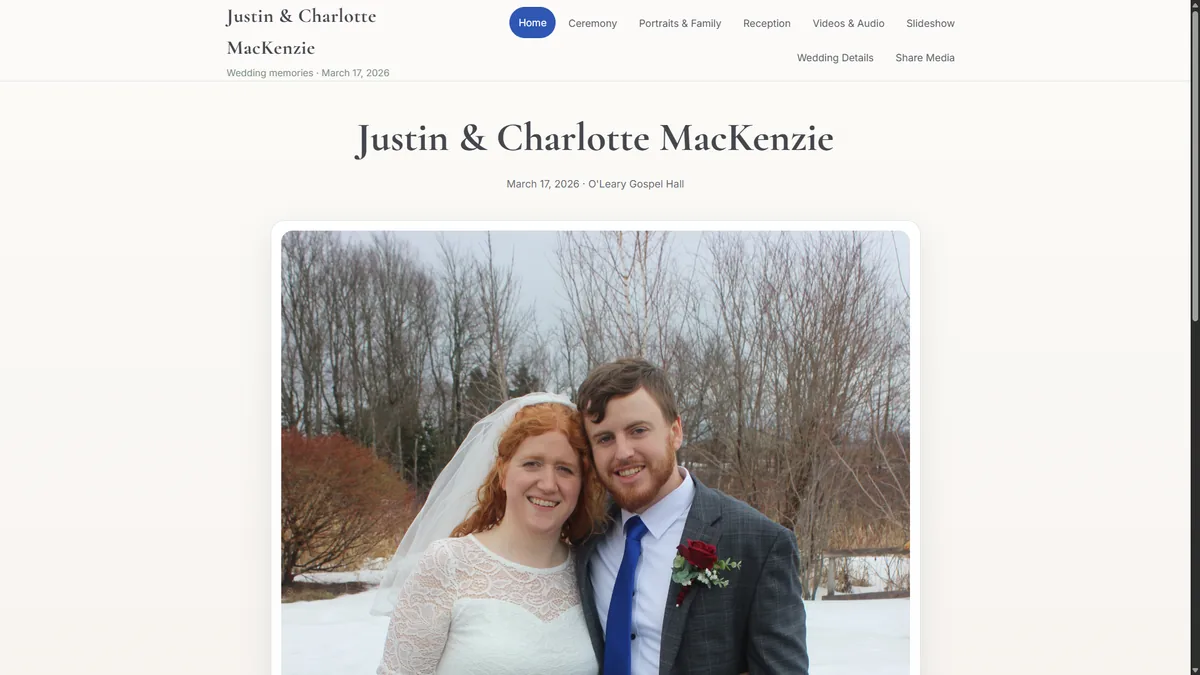 Justin & Charlotte
MacKenzie
Wedding memories · March 17, 2026
Home
Ceremony
Portraits & Family
Reception
Videos & Audio
Slideshow
Wedding Details
Share Media
Justin & Charlotte MacKenzie
March 17, 2026 · O'Leary Gospel Hall